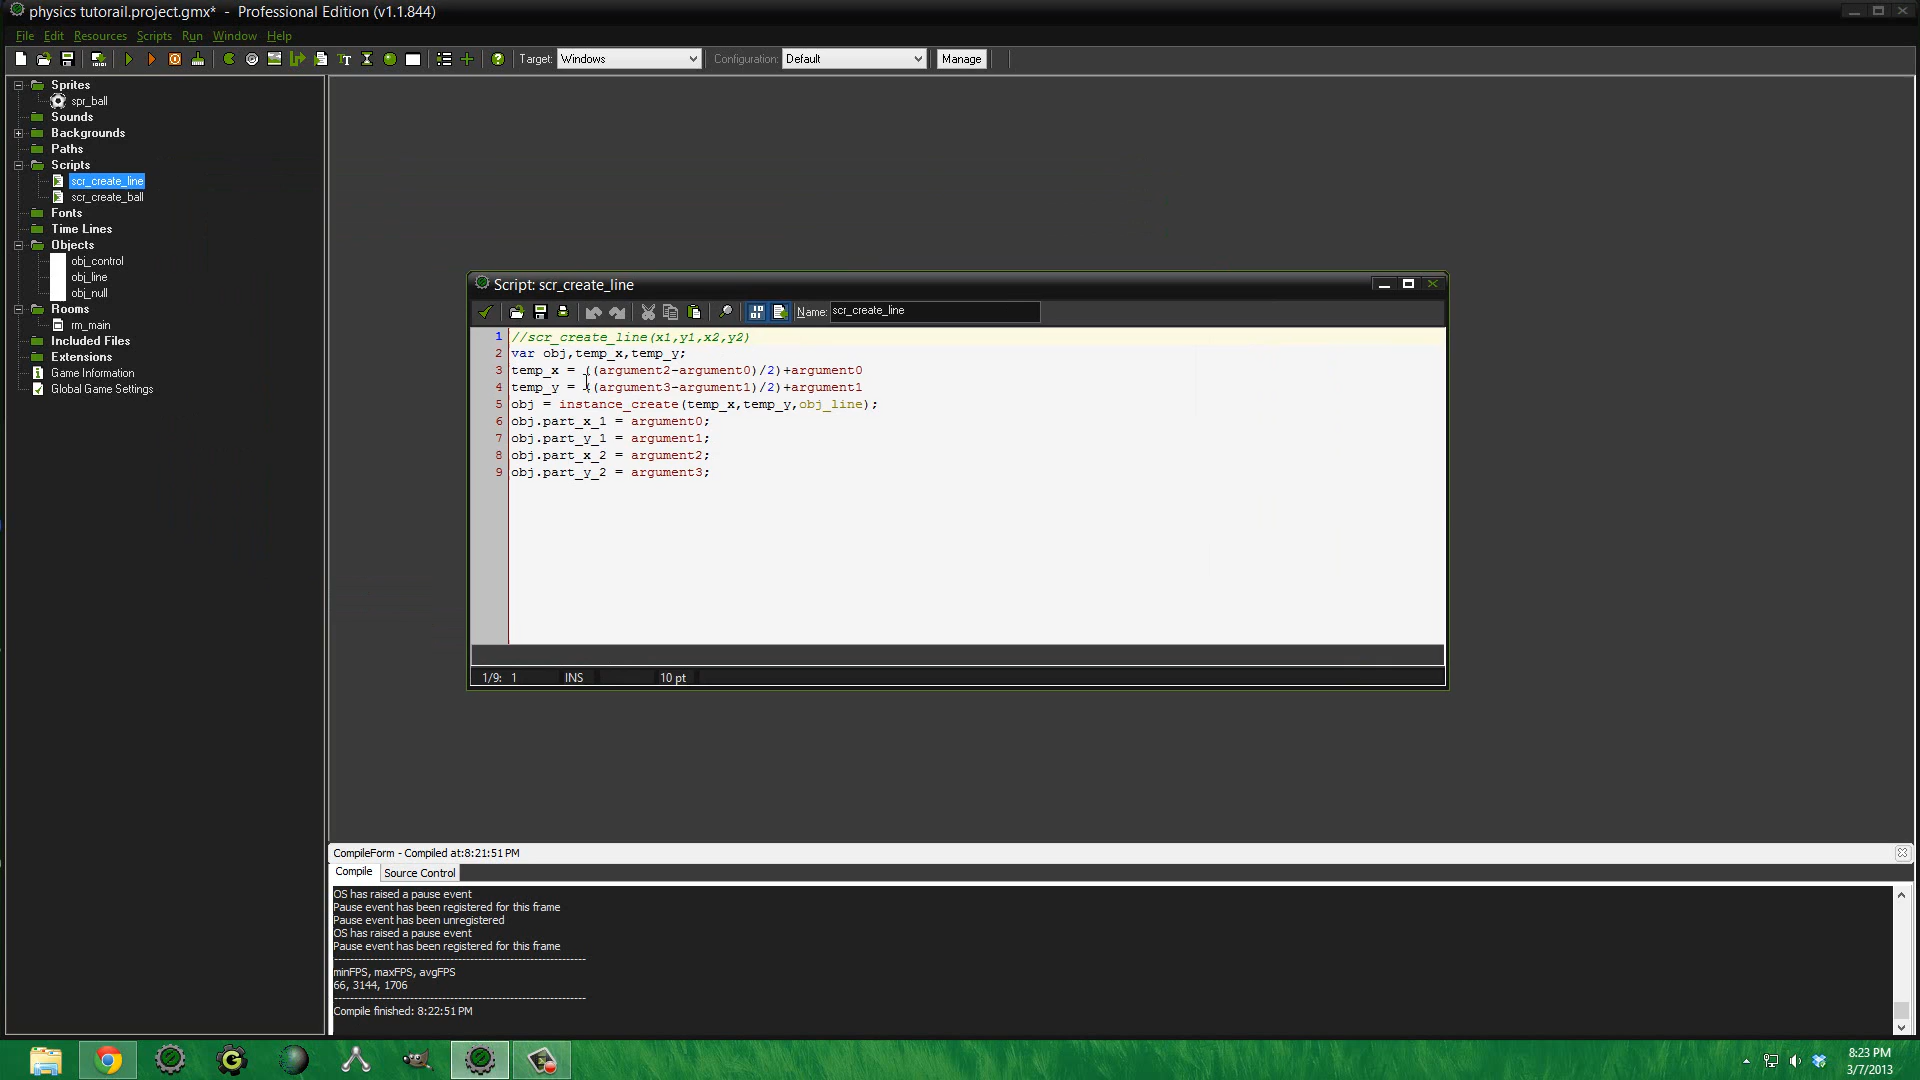 physics tutorail.project.gmx*  -  Professional Edition (v1.1.844)
File Edit Resources Scripts Run Window Help
Target: Windows Configuration: Default Manage
Sprites
spr_ball
Sounds
Backgrounds
Paths
Scripts
scr_create_line
scr_create_ball
Fonts
Time Lines
Objects
obj_control
obj_line
obj_null
Rooms
rm_main
Included Files
Extensions
Game Information
Global Game Settings
Script: scr_create_line
Name: scr_create_line
1 //scr_create_line(x1,y1,x2,y2)
2 var obj,temp_x,temp_y;
3 temp_x = ((argument2-argument0)/2)+argument0
4 temp_y = ((argument3-argument1)/2)+argument1
5 obj = instance_create(temp_x,temp_y,obj_line);
6 obj.part_x_1 = argument0;
7 obj.part_y_1 = argument1;
8 obj.part_x_2 = argument2;
9 obj.part_y_2 = argument3;
1/9: 1 INS 10 pt
CompileForm - Compiled at:8:21:51 PM
Compile Source Control
OS has raised a pause event
Pause event has been registered for this frame
Pause event has been unregistered
OS has raised a pause event
Pause event has been registered for this frame
minFPS, maxFPS, avgFPS
66, 3144, 1706
Compile finished: 8:22:51 PM
8:23 PM
3/7/2013